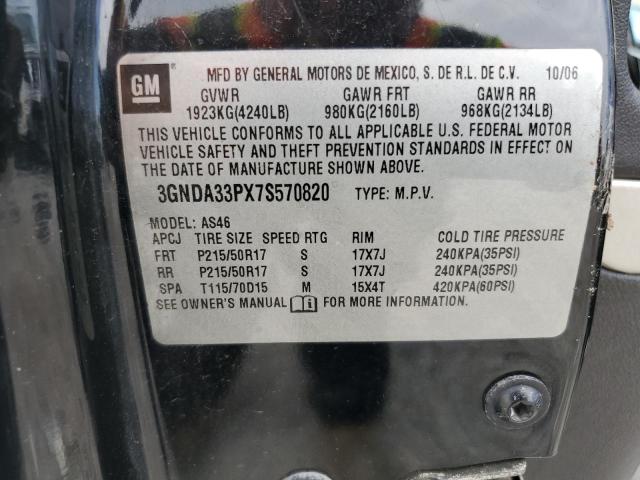 GM
MFD BY GENERAL MOTORS DE MEXICO, S. DE R.L. DE C.V. 10/06
GVWR GAWR FRT GAWR RR
1923KG(4240LB) 980KG(2160LB) 968KG(2134LB)
THIS VEHICLE CONFORMS TO ALL APPLICABLE U.S. FEDERAL MOTOR
VEHICLE SAFETY AND THEFT PREVENTION STANDARDS IN EFFECT ON
THE DATE OF MANUFACTURE SHOWN ABOVE.
3GNDA33PX7S570820 TYPE: M.P.V.
MODEL: AS46
APCJ TIRE SIZE SPEED RTG RIM COLD TIRE PRESSURE
FRT P215/50R17 S 17X7J 240KPA(35PSI)
RR P215/50R17 S 17X7J 240KPA(35PSI)
SPA T115/70D15 M 15X4T 420KPA(60PSI)
SEE OWNER'S MANUAL i FOR MORE INFORMATION.